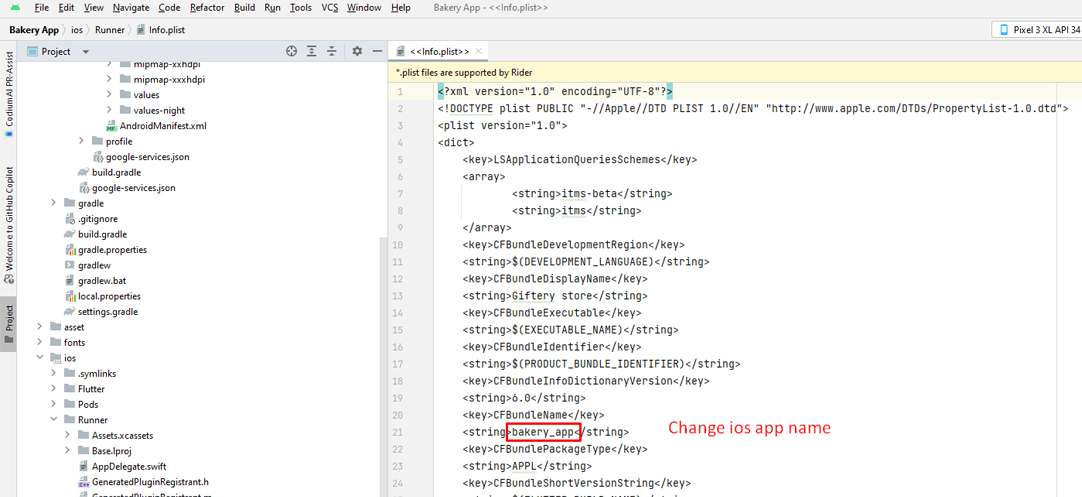 File Edit View Navigate Code Refactor Build Run Tools VCS Window Help Bakery App - <<Info.plist>>
Bakery App ios Runner Info.plist Pixel 3 XL API 34
Project <<Info.plist>>
CodiumAI PR-Assist
Welcome to GitHub Copilot
Project
mipmap-xxhdpi
mipmap-xxxhdpi
values
values-night
AndroidManifest.xml
profile
google-services.json
build.gradle
google-services.json
gradle
.gitignore
build.gradle
gradle.properties
gradlew
gradlew.bat
local.properties
settings.gradle
asset
fonts
ios
.symlinks
Flutter
Pods
Runner
Assets.xcassets
Base.lproj
AppDelegate.swift
GeneratedPluginRegistrant.h
GeneratedPluginRegistrant.m
*.plist files are supported by Rider
1 <?xml version="1.0" encoding="UTF-8"?>
2 <!DOCTYPE plist PUBLIC "-//Apple//DTD PLIST 1.0//EN" "http://www.apple.com/DTDs/PropertyList-1.0.dtd">
3 <plist version="1.0">
4 <dict>
5 <key>LSApplicationQueriesSchemes</key>
6 <array>
7 <string>itms-beta</string>
8 <string>itms</string>
9 </array>
10 <key>CFBundleDevelopmentRegion</key>
11 <string>$(DEVELOPMENT_LANGUAGE)</string>
12 <key>CFBundleDisplayName</key>
13 <string>Giftery store</string>
14 <key>CFBundleExecutable</key>
15 <string>$(EXECUTABLE_NAME)</string>
16 <key>CFBundleIdentifier</key>
17 <string>$(PRODUCT_BUNDLE_IDENTIFIER)</string>
18 <key>CFBundleInfoDictionaryVersion</key>
19 <string>6.0</string>
20 <key>CFBundleName</key>
21 <string>bakery_app</string>
Change ios app name
22 <key>CFBundlePackageType</key>
23 <string>APPL</string>
24 <key>CFBundleShortVersionString</key>